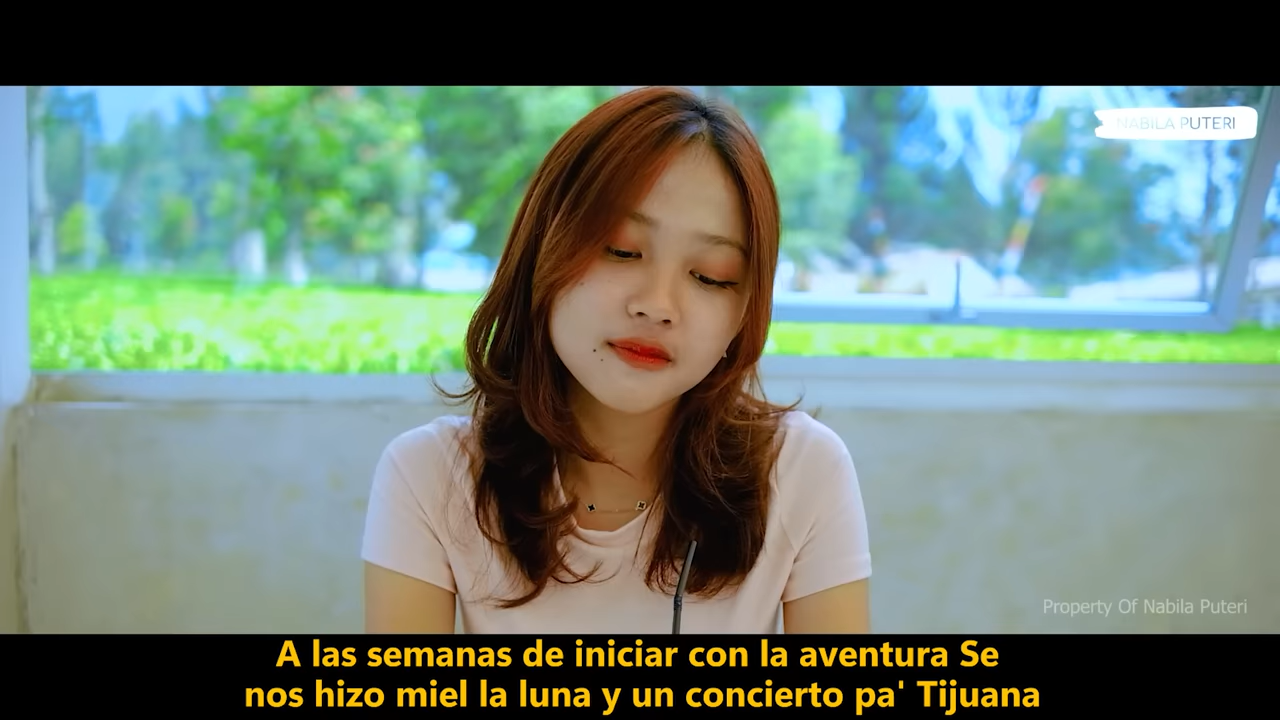 NABILA PUTERI
Property Of Nabila Puteri
A las semanas de iniciar con la aventura Se
nos hizo miel la luna y un concierto pa' Tijuana